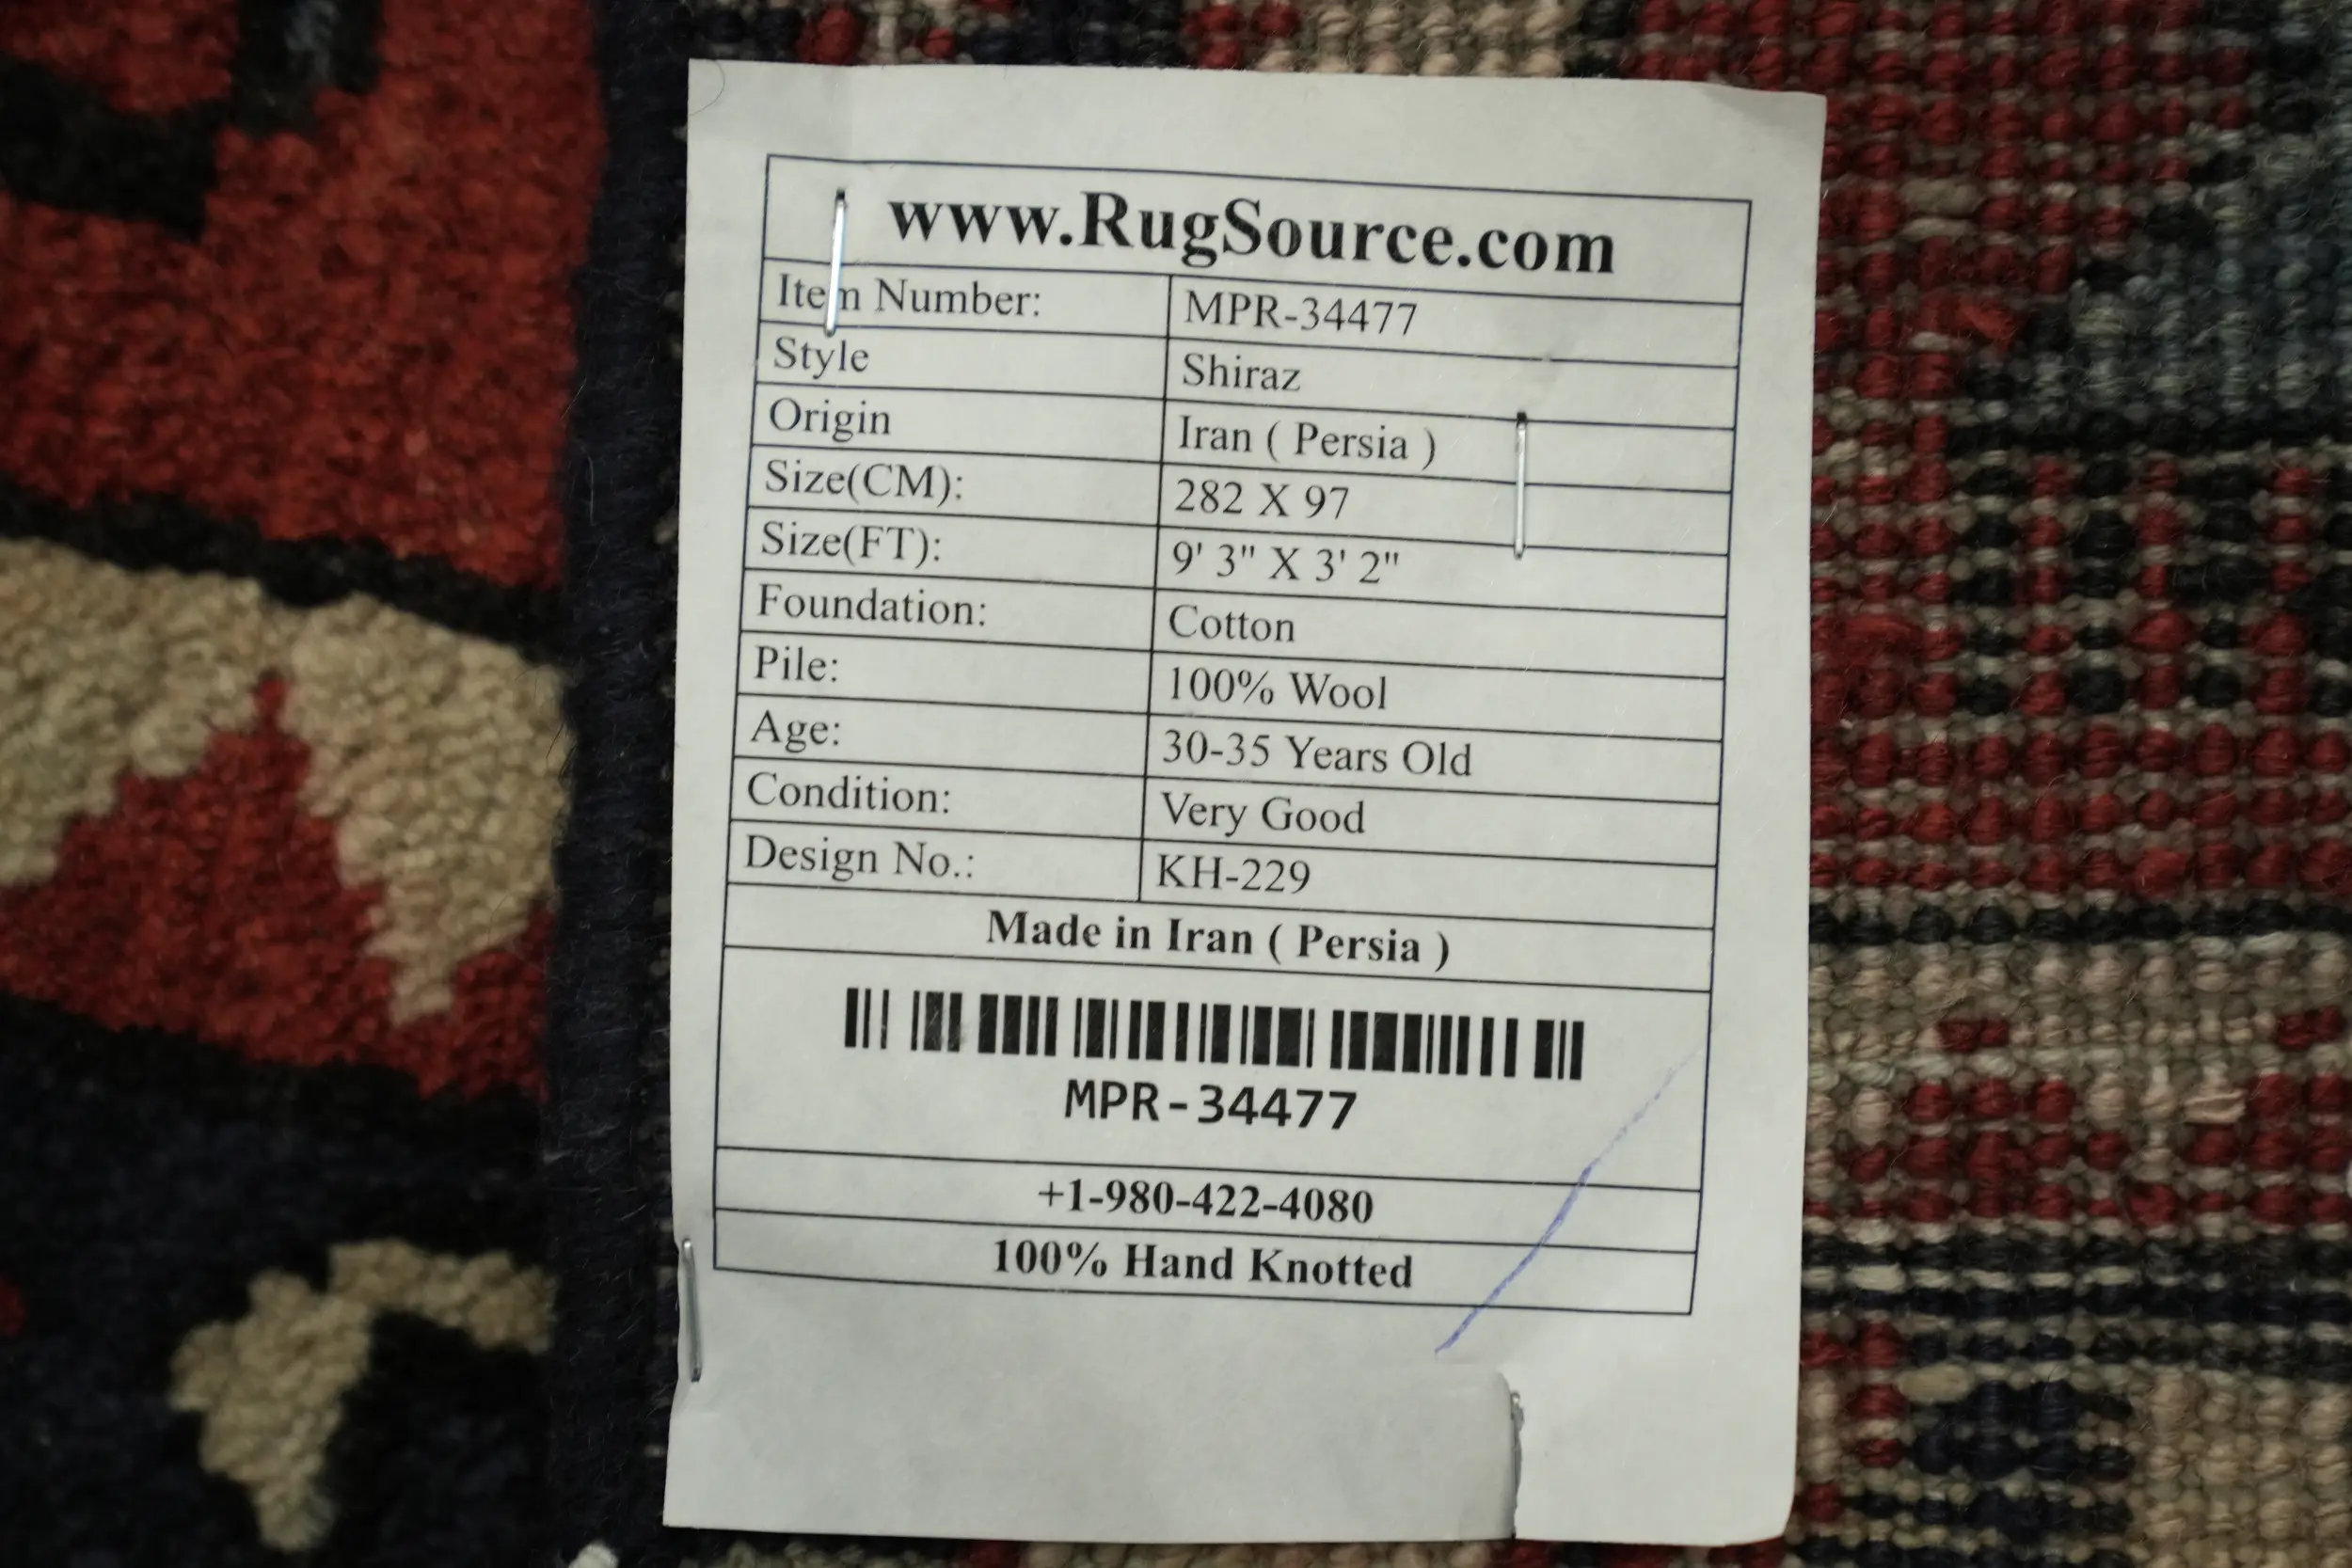 www.RugSource.com
Item Number: MPR-34477
Style Shiraz
Origin Iran ( Persia )
Size(CM): 282 X 97
Size(FT): 9' 3" X 3' 2"
Foundation: Cotton
Pile: 100% Wool
Age: 30-35 Years Old
Condition: Very Good
Design No.: KH-229
Made in Iran ( Persia )
MPR-34477
+1-980-422-4080
100% Hand Knotted